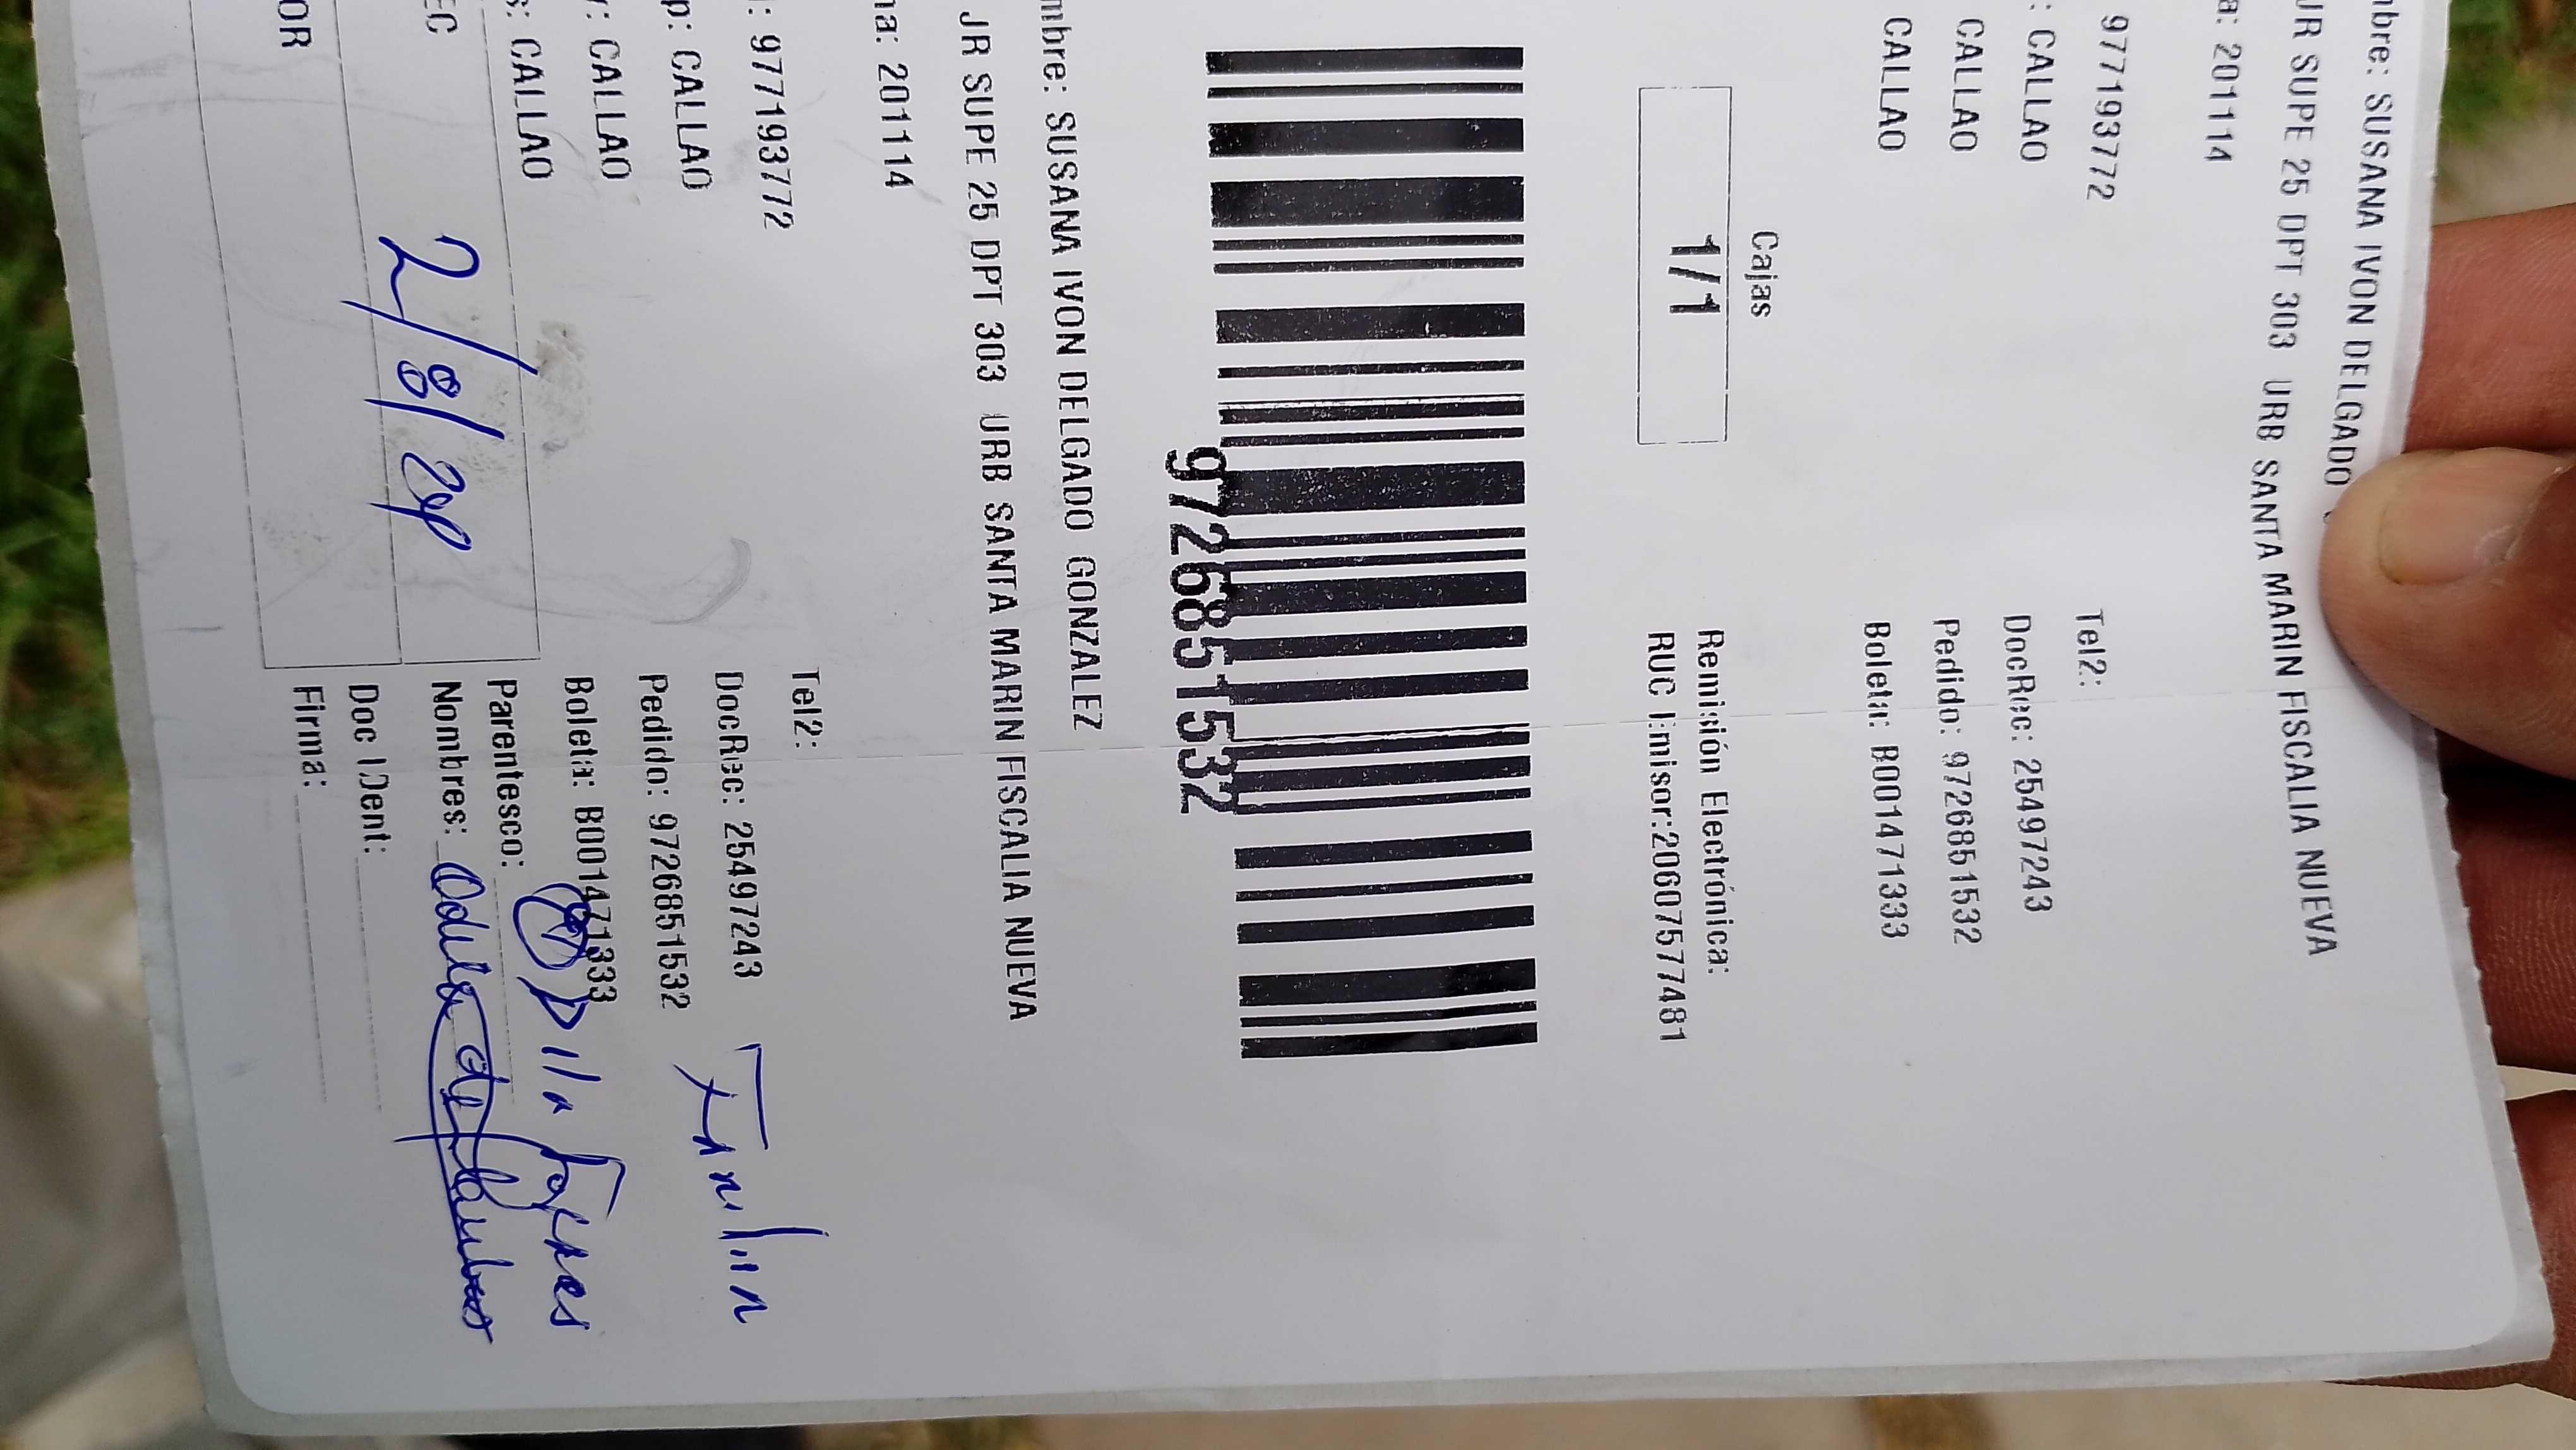 mbre: SUSANA IVON DELGADO
JR SUPE 25 DPT 303 URB SANTA MARIN FISCALIA NUEVA
a: 201114
977193772 Tel2:
: CALLAO DocRec: 25497243
CALLAO Pedido: 9726851532
CALLAO Boleta: B001471333
Cajas Remisión Electrónica:
1/1 RUC Emisor:20607577481
9726851532
mbre: SUSANA IVON DELGADO GONZALEZ
JR SUPE 25 DPT 303 URB SANTA MARIN FISCALIA NUEVA
na: 201114
: 977193772 Tel2:
p: CALLAO DocRec: 25497243
: CALLAO Pedido: 9726851532
s: CALLAO Boleta: B001471333
EC Parentesco:
2/8/ Nombres:
Doc IDent:
OR Firma: